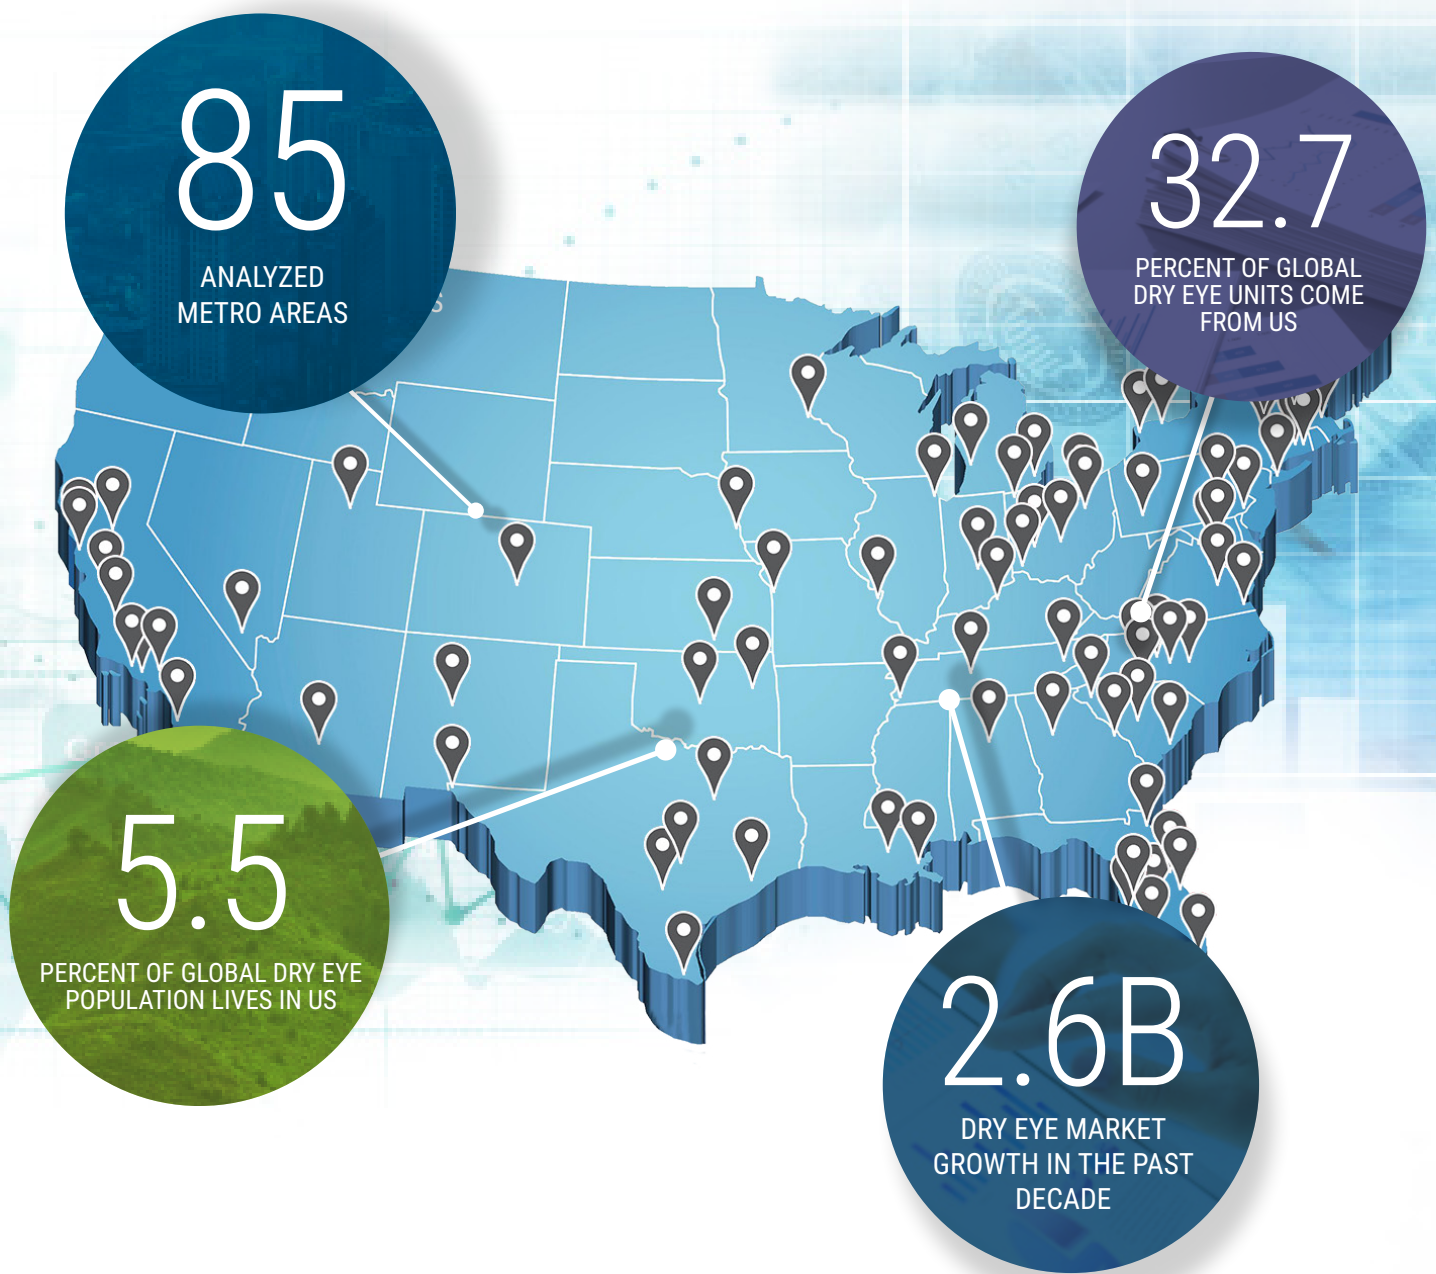 85
ANALYZED
METRO AREAS
32.7
PERCENT OF GLOBAL
DRY EYE UNITS COME
FROM US
5.5
PERCENT OF GLOBAL DRY EYE
POPULATION LIVES IN US
2.6B
DRY EYE MARKET
GROWTH IN THE PAST
DECADE